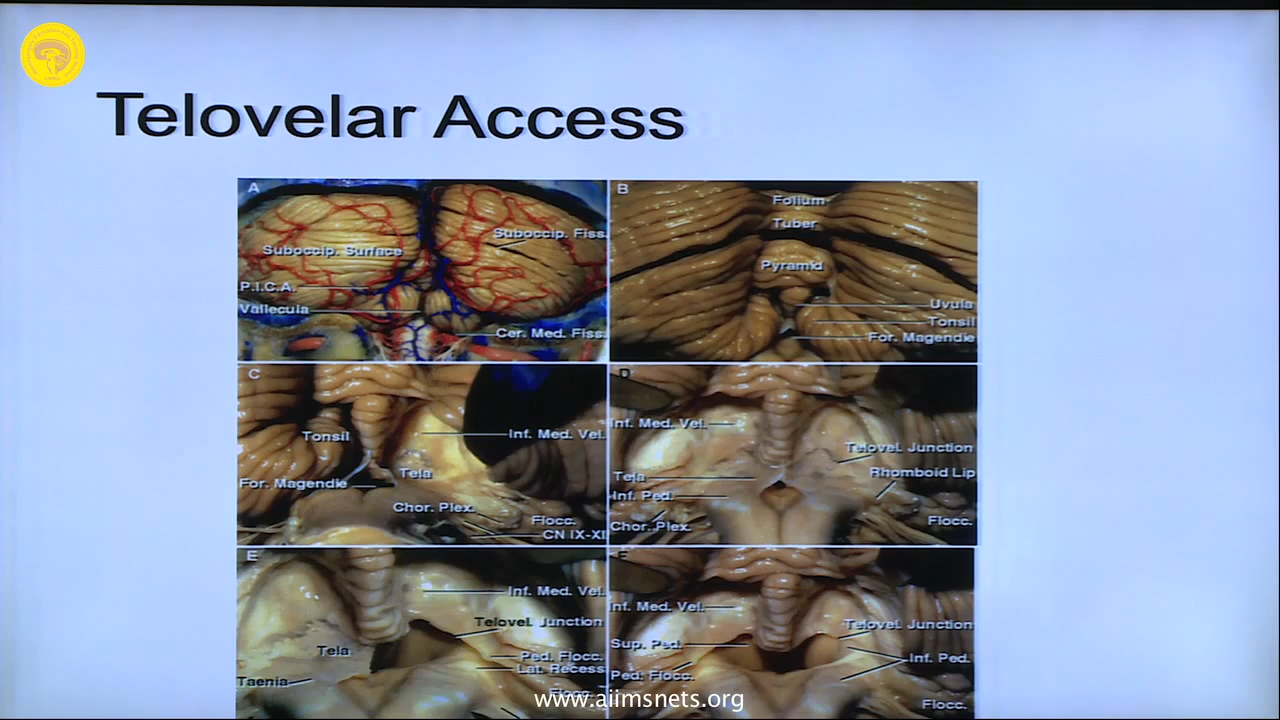 Telovelar Access
A
Suboccip. Fiss.
Suboccip. Surface
P.I.C.A.
Vallecula
Cer. Med. Fiss.
B
Folium
Tuber
Pyramid
Uvula
Tonsil
For. Magendie
C
Tonsil
Inf. Med. Vel.
Tela
For. Magendie
Chor. Plex.
Flocc.
CN IX-XI
D
Inf. Med. Vel.
Telovel. Junction
Tela
Rhomboid Lip
Inf. Ped.
Chor. Plex.
Flocc.
E
Inf. Med. Vel.
Telovel. Junction
Tela
Ped. Flocc.
Lat. Recess
Taenia
Flocc.
F
Inf. Med. Vel.
Telovel. Junction
Sup. Ped.
Inf. Ped.
Ped. Flocc.
Flocc.
www.aiimsnets.org